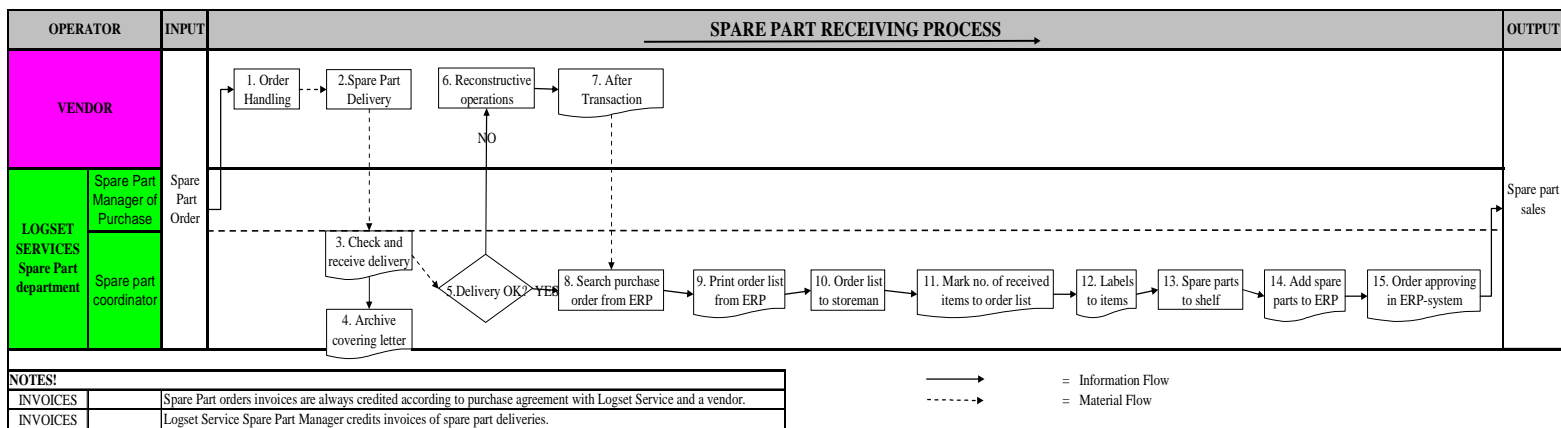 OPERATOR
INPUT
SPARE PART RECEIVING PROCESS
OUTPUT
VENDOR
1. Order
Handling
2.Spare Part
Delivery
6. Reconstructive
operations
7. After
Transaction
NO
LOGSET
SERVICES
Spare Part
department
Spare Part
Manager of
Purchase
Spare part
coordinator
Spare
Part
Order
Spare part
sales
3. Check and
receive delivery
4. Archive
covering letter
5.Delivery OK?
YES
8. Search purchase
order from ERP
9. Print order list
from ERP
10. Order list
to storeman
11. Mark no. of received
items to order list
12. Labels
to items
13. Spare parts
to shelf
14. Add spare
parts to ERP
15. Order approving
in ERP-system
NOTES!
INVOICES Spare Part orders invoices are always credited according to purchase agreement with Logset Service and a vendor.
INVOICES Logset Service Spare Part Manager credits invoices of spare part deliveries.
= Information Flow
= Material Flow